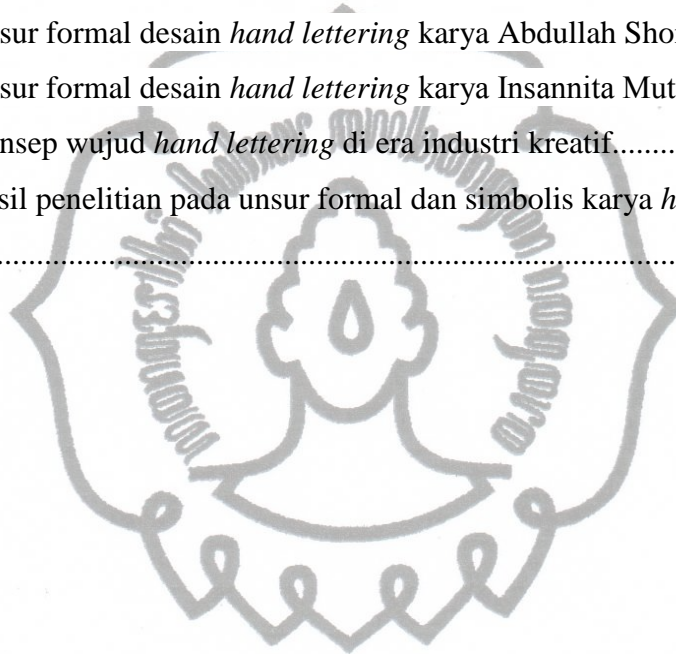 sur formal desain hand lettering karya Abdullah Sho
sur formal desain hand lettering karya Insannita Mut
nsep wujud hand lettering di era industri kreatif........
sil penelitian pada unsur formal dan simbolis karya h
..........................................................................................